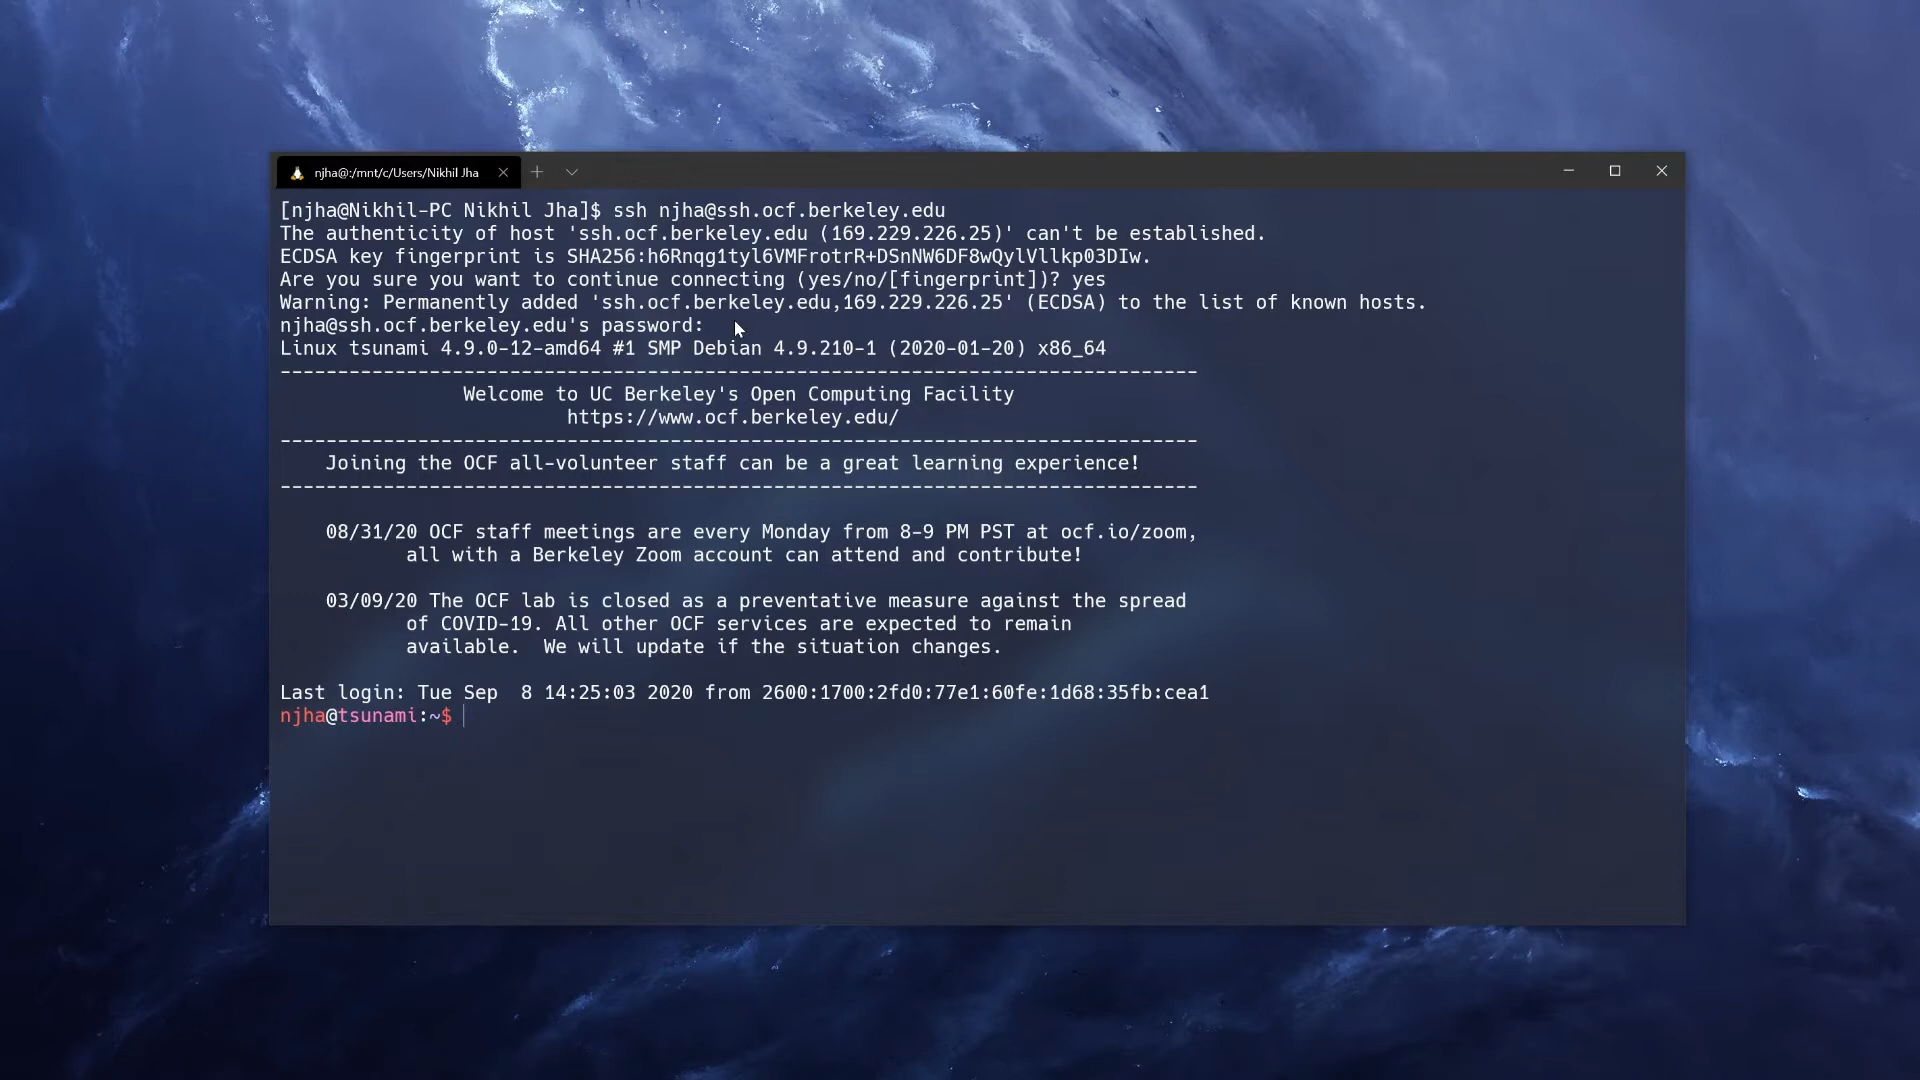 njha@:/mnt/c/Users/Nikhil Jha
[njha@Nikhil-PC Nikhil Jha]$ ssh njha@ssh.ocf.berkeley.edu
The authenticity of host 'ssh.ocf.berkeley.edu (169.229.226.25)' can't be established.
ECDSA key fingerprint is SHA256:h6Rnqg1tyl6VMFrotrR+DSnNW6DF8wQylVllkp03DIw.
Are you sure you want to continue connecting (yes/no/[fingerprint])? yes
Warning: Permanently added 'ssh.ocf.berkeley.edu,169.229.226.25' (ECDSA) to the list of known hosts.
njha@ssh.ocf.berkeley.edu's password:
Linux tsunami 4.9.0-12-amd64 #1 SMP Debian 4.9.210-1 (2020-01-20) x86_64
--------------------------------------------------------------------------------
Welcome to UC Berkeley's Open Computing Facility
https://www.ocf.berkeley.edu/
--------------------------------------------------------------------------------
Joining the OCF all-volunteer staff can be a great learning experience!
--------------------------------------------------------------------------------
08/31/20 OCF staff meetings are every Monday from 8-9 PM PST at ocf.io/zoom,
all with a Berkeley Zoom account can attend and contribute!
03/09/20 The OCF lab is closed as a preventative measure against the spread
of COVID-19. All other OCF services are expected to remain
available.  We will update if the situation changes.
Last login: Tue Sep  8 14:25:03 2020 from 2600:1700:2fd0:77e1:60fe:1d68:35fb:cea1
njha@tsunami:~$